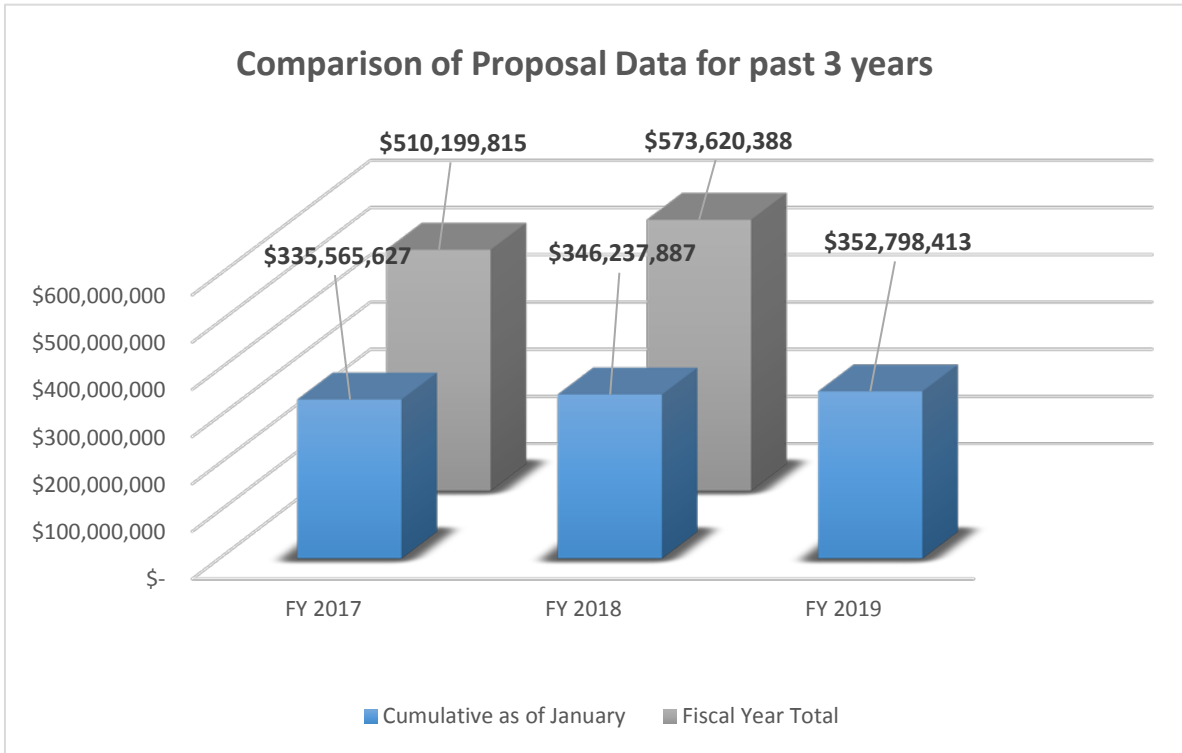 Comparison of Proposal Data for past 3 years
$510,199,815
$573,620,388
$335,565,627
$346,237,887
$352,798,413
$600,000,000
$500,000,000
$400,000,000
$300,000,000
$200,000,000
$100,000,000
$-
FY 2017
FY 2018
FY 2019
Cumulative as of January
Fiscal Year Total